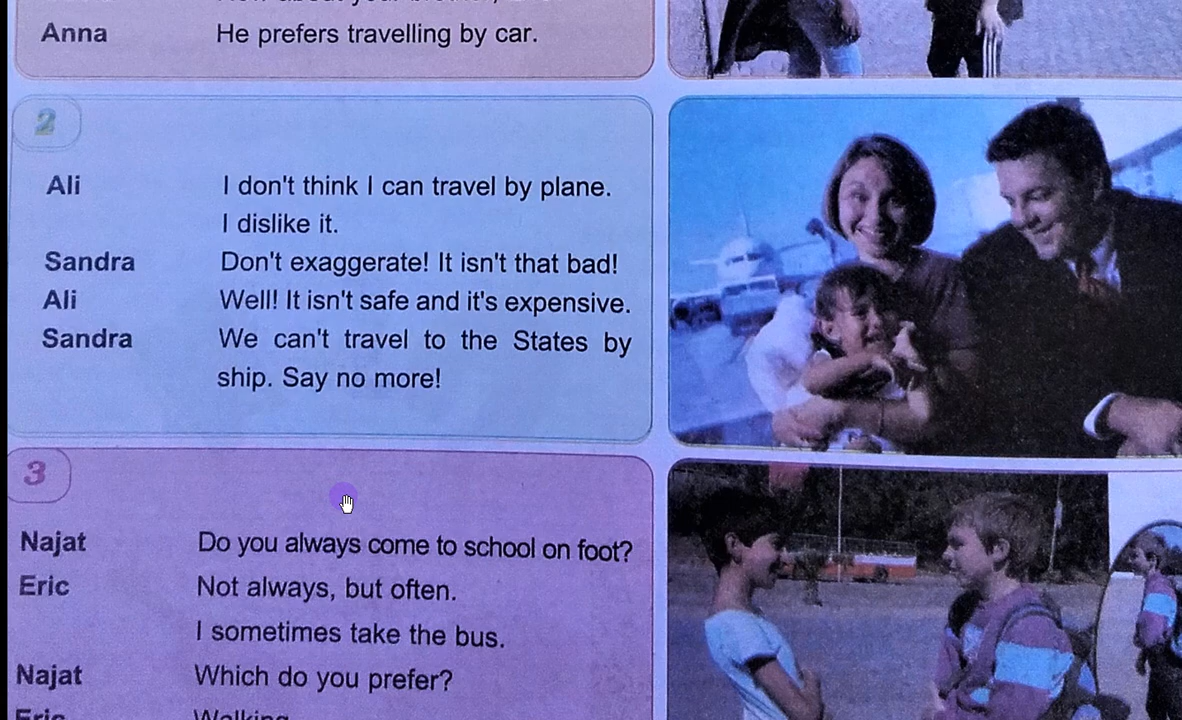 Anna He prefers travelling by car.
2
Ali I don't think I can travel by plane.
I dislike it.
Sandra Don't exaggerate! It isn't that bad!
Ali Well! It isn't safe and it's expensive.
Sandra We can't travel to the States by
ship. Say no more!
3
Najat Do you always come to school on foot?
Eric Not always, but often.
I sometimes take the bus.
Najat Which do you prefer?
Eric Walking